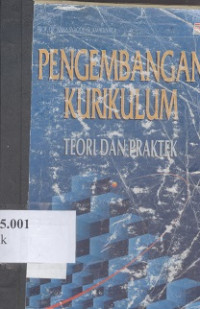 PENGEMBANGAN
KURIKULUM
TEORI DAN PRAKTEK
5.001
k